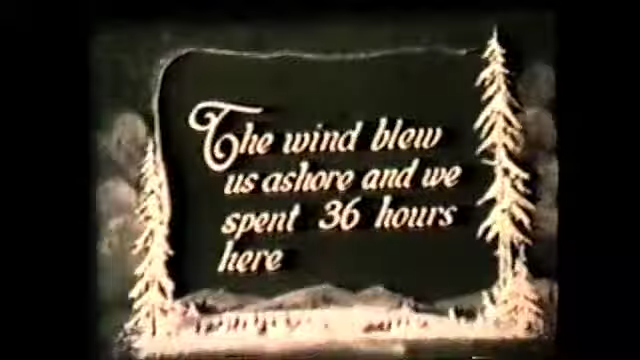 The wind blew
us ashore and we
spent 36 hours
here